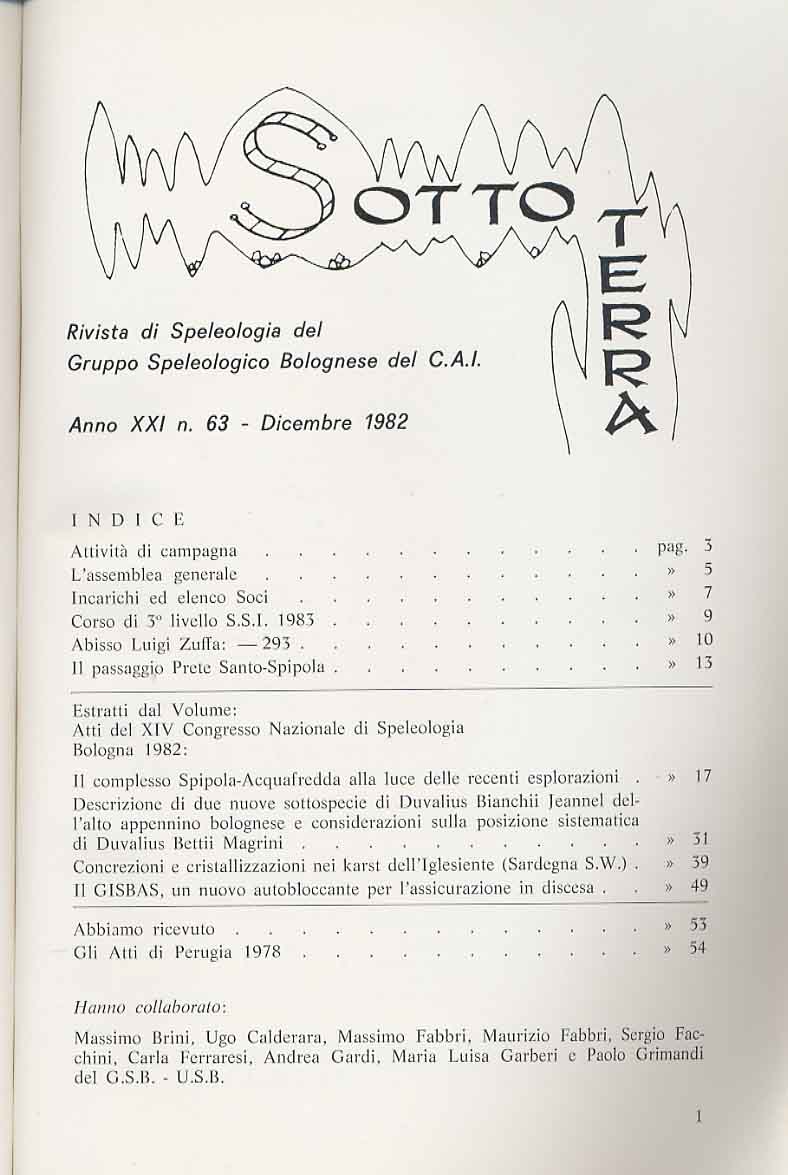 SOTTO
TERRA
Rivista di Speleologia del
Gruppo Speleologico Bolognese del C.A.I.
Anno XXI n. 63 - Dicembre 1982
INDICE
Attività di campagna . . . . . . . . . . . . pag. 3
L'assemblea generale . . . . . . . . . . . . » 5
Incarichi ed elenco Soci . . . . . . . . . . . » 7
Corso di 3º livello S.S.I. 1983 . . . . . . . . . . » 9
Abisso Luigi Zuffa: — 293 . . . . . . . . . . . » 10
Il passaggio Prete Santo-Spipola . . . . . . . . . . » 13
Estratti dal Volume:
Atti del XIV Congresso Nazionale di Speleologia
Bologna 1982:
Il complesso Spipola-Acquafredda alla luce delle recenti esplorazioni . » 17
Descrizione di due nuove sottospecie di Duvalius Bianchii Jeannel del-
l'alto appennino bolognese e considerazioni sulla posizione sistematica
di Duvalius Bettii Magrini . . . . . . . . . . . » 31
Concrezioni e cristallizzazioni nei karst dell'Iglesiente (Sardegna S.W.) . » 39
Il GISBAS, un nuovo autobloccante per l'assicurazione in discesa . . » 49
Abbiamo ricevuto . . . . . . . . . . . . . » 53
Gli Atti di Perugia 1978 . . . . . . . . . . . » 54
Hanno collaborato:
Massimo Brini, Ugo Calderara, Massimo Fabbri, Maurizio Fabbri, Sergio Fac-
chini, Carla Ferraresi, Andrea Gardi, Maria Luisa Garberi e Paolo Grimandi
del G.S.B. - U.S.B.
1